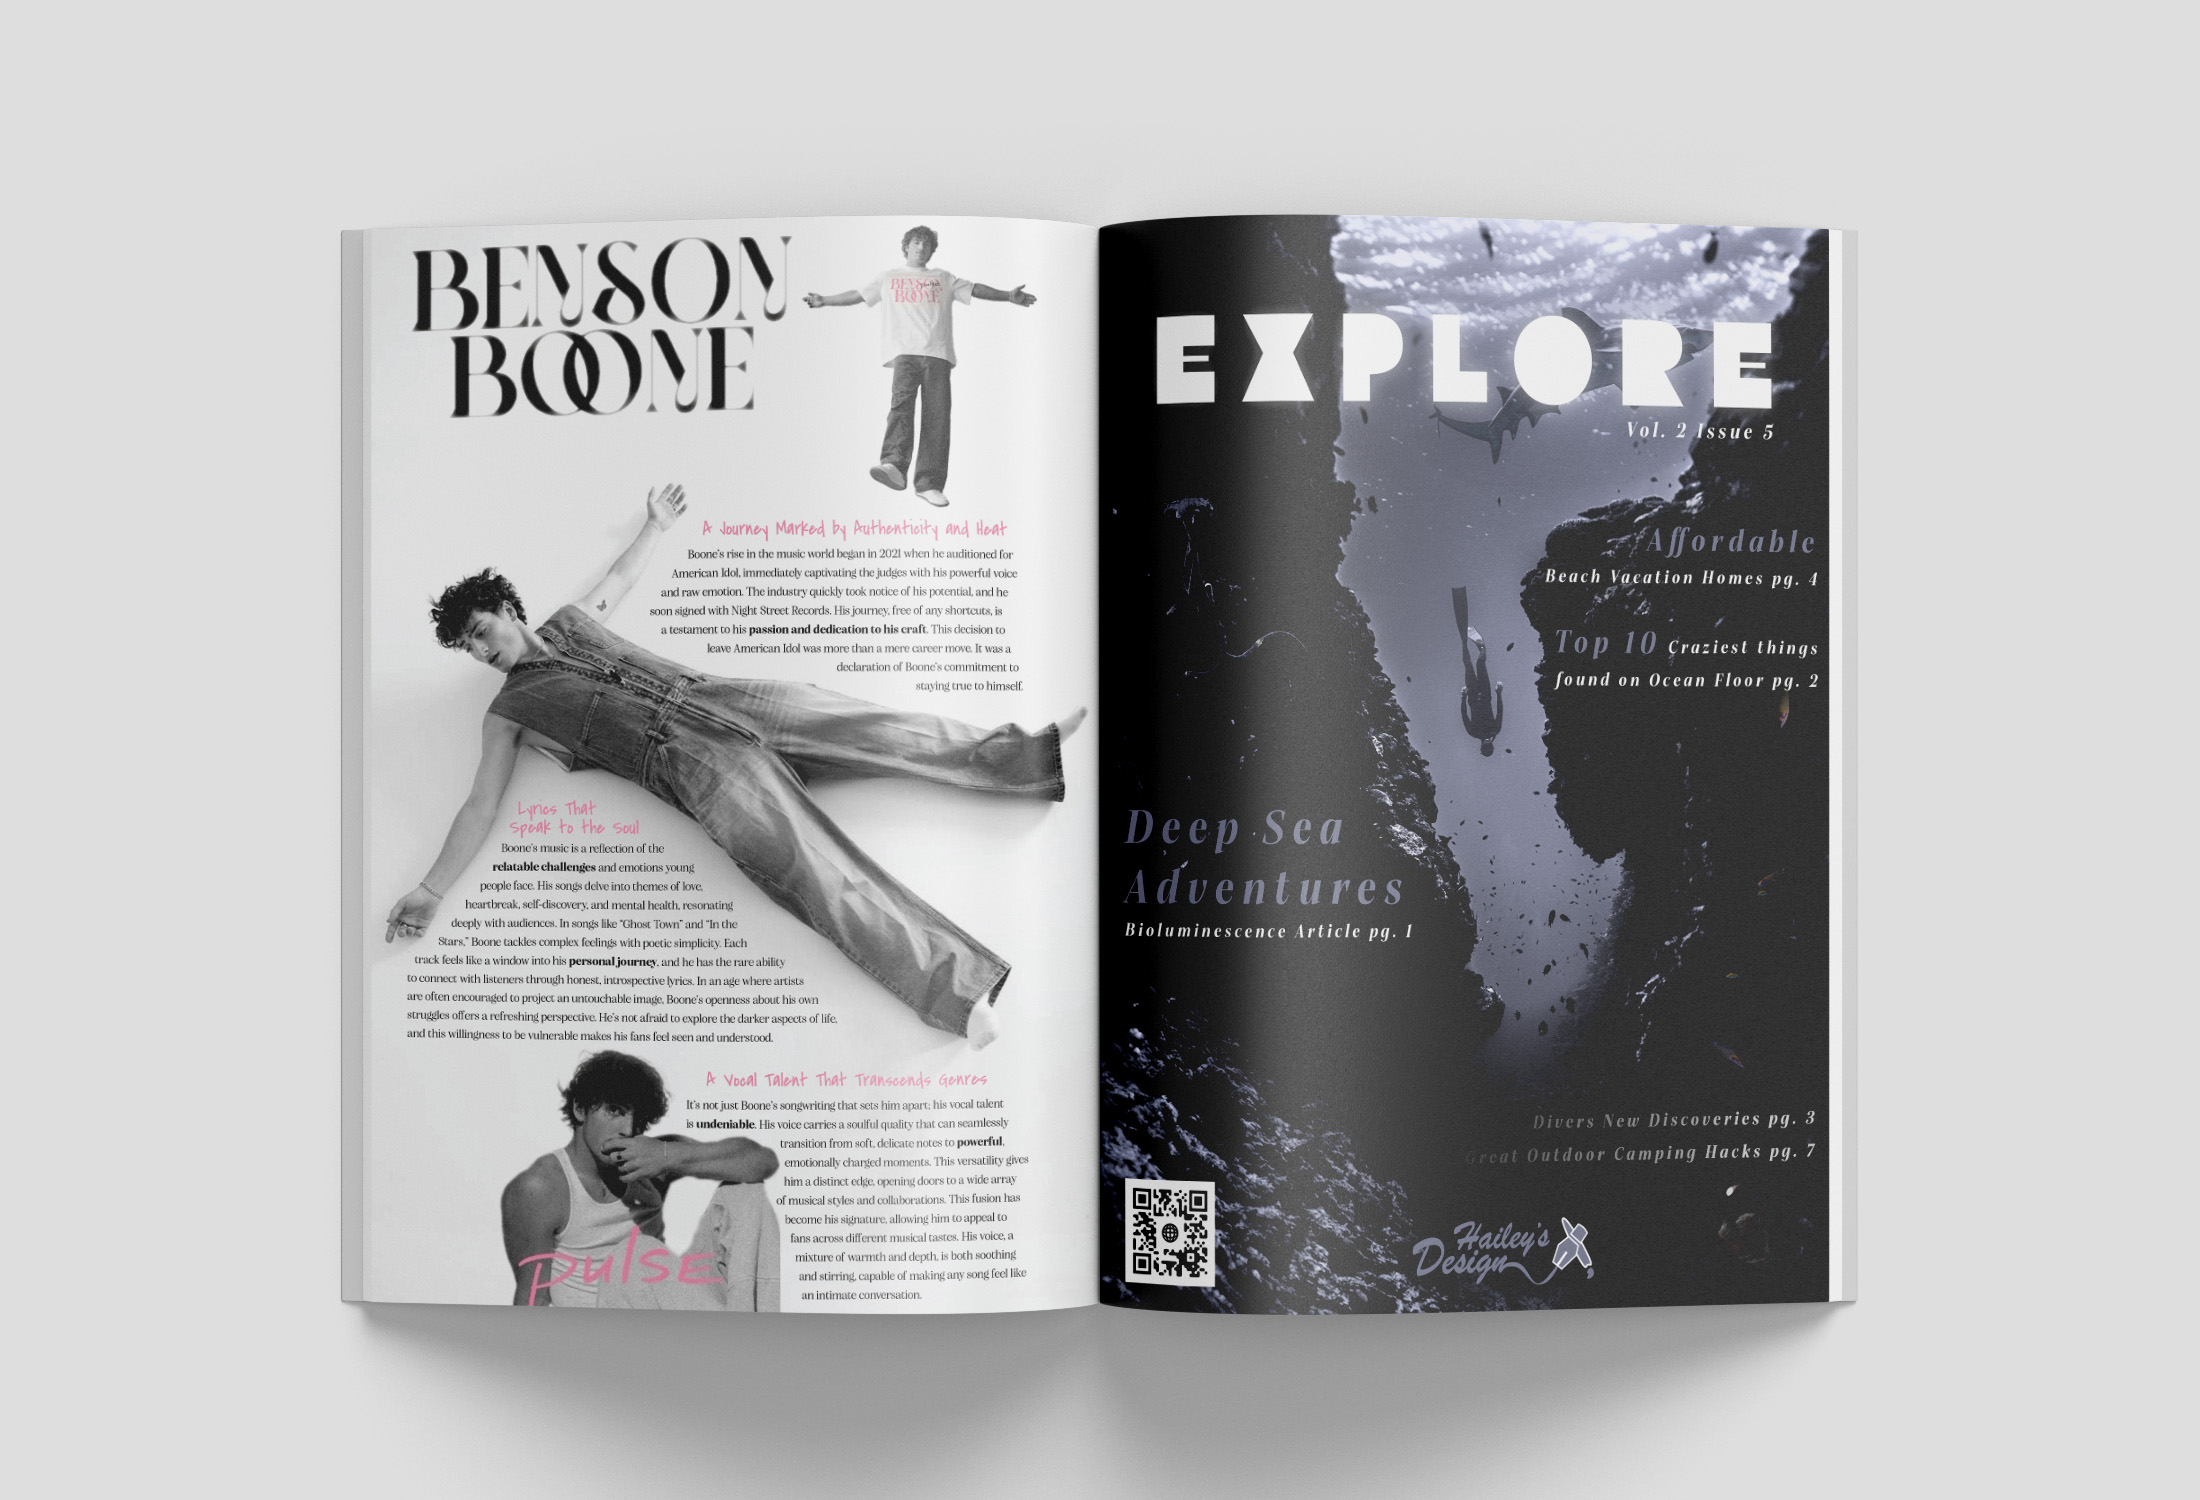 BENSON
BOONE
BENSON
BOONE
A Journey Marked by Authenticity and Heat
Boone's rise in the music world began in 2021 when he auditioned for
American Idol, immediately captivating the judges with his powerful voice
and raw emotion. The industry quickly took notice of his potential, and he
soon signed with Night Street Records. His journey, free of any shortcuts, is
a testament to his passion and dedication to his craft. This decision to
leave American Idol was more than a mere career move. It was a
declaration of Boone's commitment to
staying true to himself.
Lyrics That
Speak to the Soul
Boone's music is a reflection of the
relatable challenges and emotions young
people face. His songs delve into themes of love,
heartbreak, self-discovery, and mental health, resonating
deeply with audiences. In songs like "Ghost Town" and "In the
Stars," Boone tackles complex feelings with poetic simplicity. Each
track feels like a window into his personal journey, and he has the rare ability
to connect with listeners through honest, introspective lyrics. In an age where artists
are often encouraged to project an untouchable image, Boone's openness about his own
struggles offers a refreshing perspective. He's not afraid to explore the darker aspects of life,
and this willingness to be vulnerable makes his fans feel seen and understood.
A Vocal Talent That Transcends Genres
It's not just Boone's songwriting that sets him apart; his vocal talent
is undeniable. His voice carries a soulful quality that can seamlessly
transition from soft, delicate notes to powerful,
emotionally charged moments. This versatility gives
him a distinct edge, opening doors to a wide array
of musical styles and collaborations. This fusion has
become his signature, allowing him to appeal to
fans across different musical tastes. His voice, a
mixture of warmth and depth, is both soothing
and stirring, capable of making any song feel like
an intimate conversation.
pulse
EXPLORE
Vol. 2 Issue 5
Affordable
Beach Vacation Homes pg. 4
Top 10 Craziest things
found on Ocean Floor pg. 2
Deep Sea
Adventures
Bioluminescence Article pg. 1
Divers New Discoveries pg. 3
Great Outdoor Camping Hacks pg. 7
Hailey's
Design